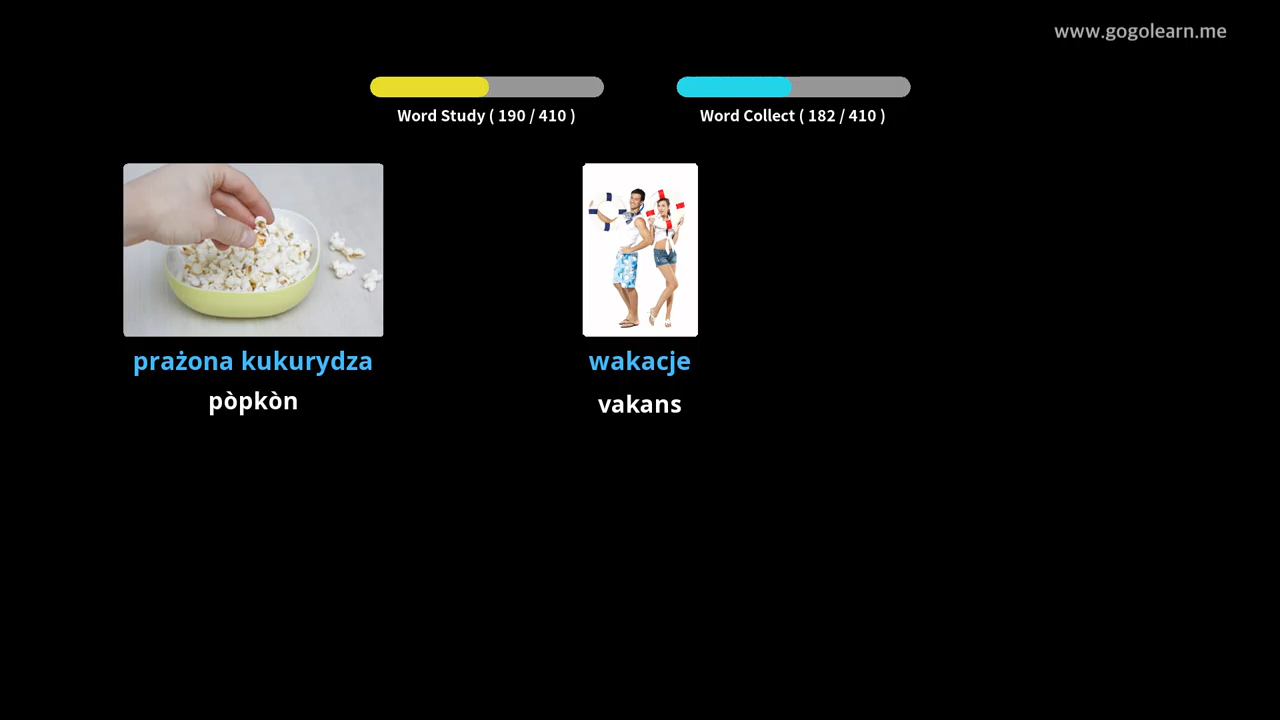 www.gogolearn.me
Word Study ( 190 / 410 )
Word Collect ( 182 / 410 )
prażona kukurydza
pòpkòn
wakacje
vakans